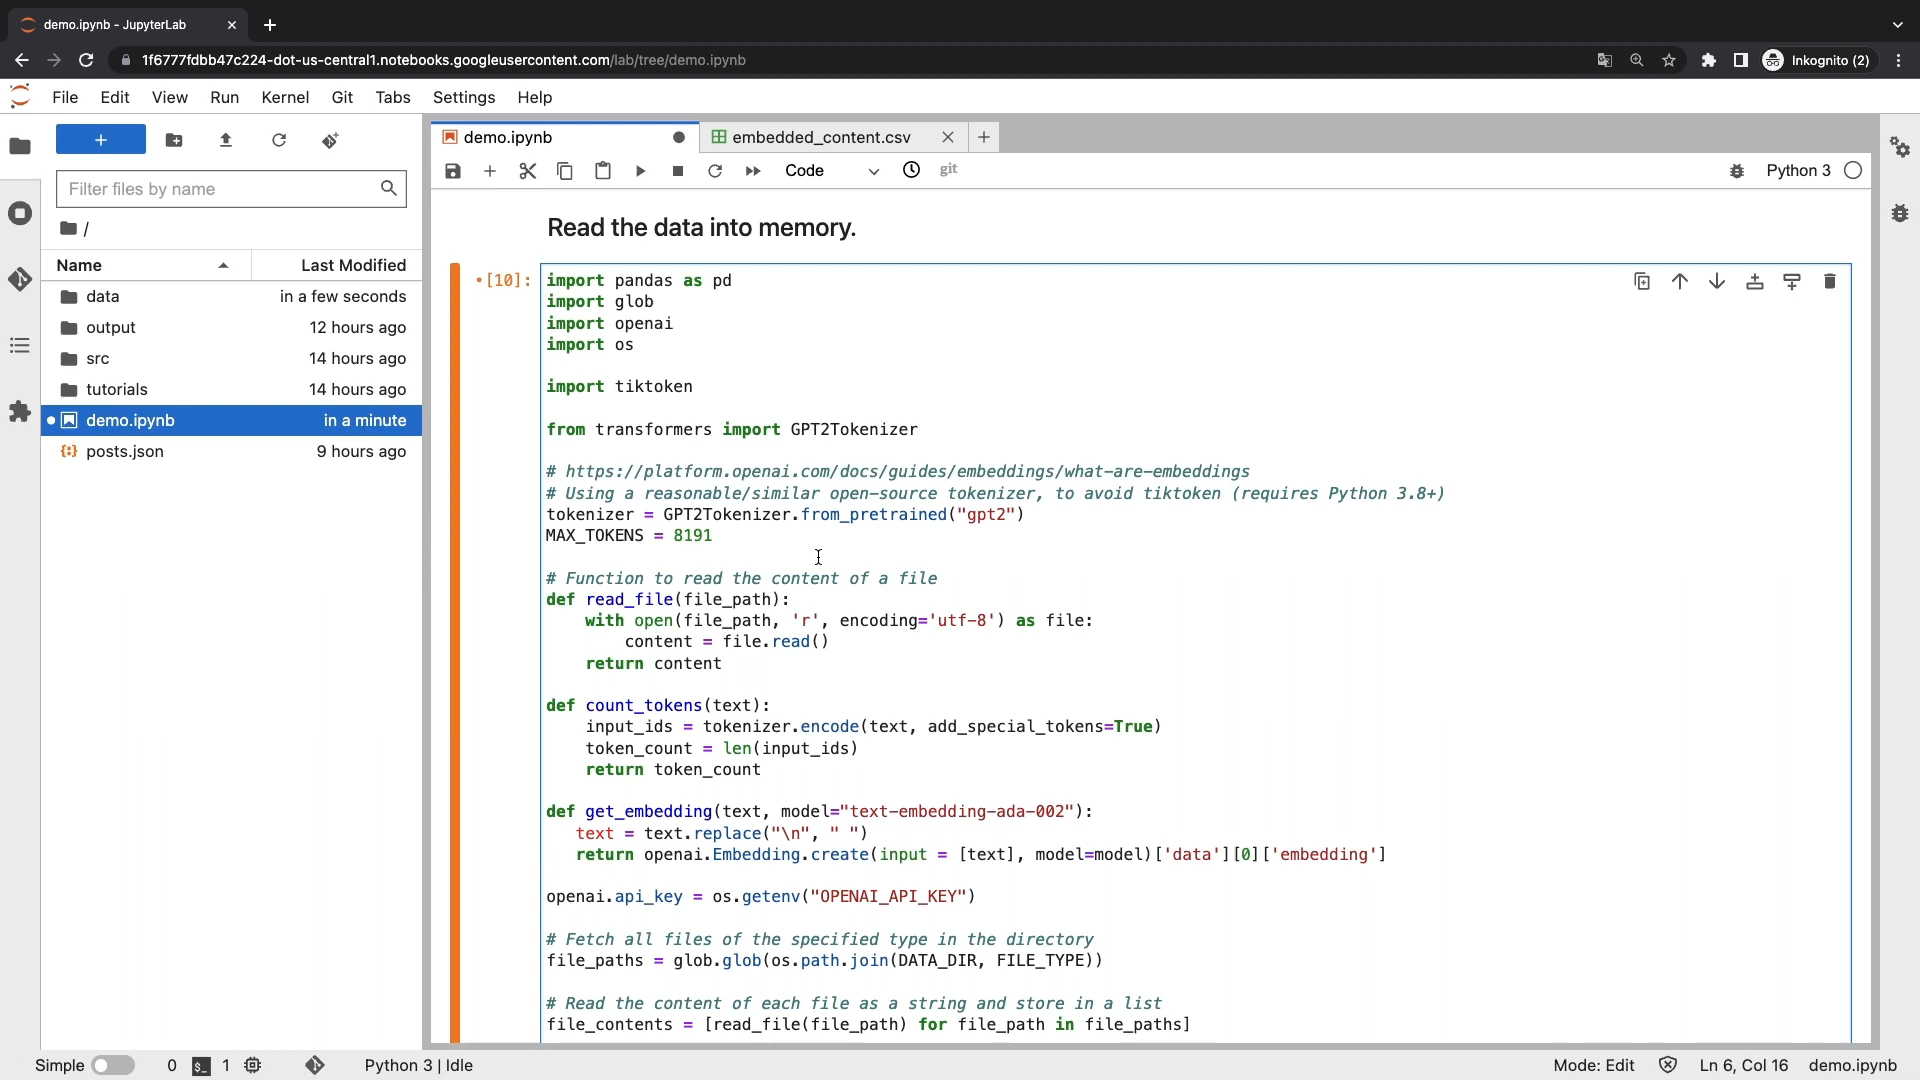 demo.ipynb - JupyterLab
1f6777fdbb47c224-dot-us-central1.notebooks.googleusercontent.com/lab/tree/demo.ipynb
Inkognito (2)
File Edit View Run Kernel Git Tabs Settings Help
demo.ipynb
embedded_content.csv
Code
git
Python 3
Filter files by name
/
Name Last Modified
data in a few seconds
output 12 hours ago
src 14 hours ago
tutorials 14 hours ago
demo.ipynb in a minute
posts.json 9 hours ago
Read the data into memory.
[10]:
import pandas as pd
import glob
import openai
import os
import tiktoken
from transformers import GPT2Tokenizer
# https://platform.openai.com/docs/guides/embeddings/what-are-embeddings
# Using a reasonable/similar open-source tokenizer, to avoid tiktoken (requires Python 3.8+)
tokenizer = GPT2Tokenizer.from_pretrained("gpt2")
MAX_TOKENS = 8191
# Function to read the content of a file
def read_file(file_path):
    with open(file_path, 'r', encoding='utf-8') as file:
        content = file.read()
    return content
def count_tokens(text):
    input_ids = tokenizer.encode(text, add_special_tokens=True)
    token_count = len(input_ids)
    return token_count
def get_embedding(text, model="text-embedding-ada-002"):
   text = text.replace("\n", " ")
   return openai.Embedding.create(input = [text], model=model)['data'][0]['embedding']
openai.api_key = os.getenv("OPENAI_API_KEY")
# Fetch all files of the specified type in the directory
file_paths = glob.glob(os.path.join(DATA_DIR, FILE_TYPE))
# Read the content of each file as a string and store in a list
file_contents = [read_file(file_path) for file_path in file_paths]
Simple 0 $_ 1 Python 3 | Idle Mode: Edit Ln 6, Col 16 demo.ipynb